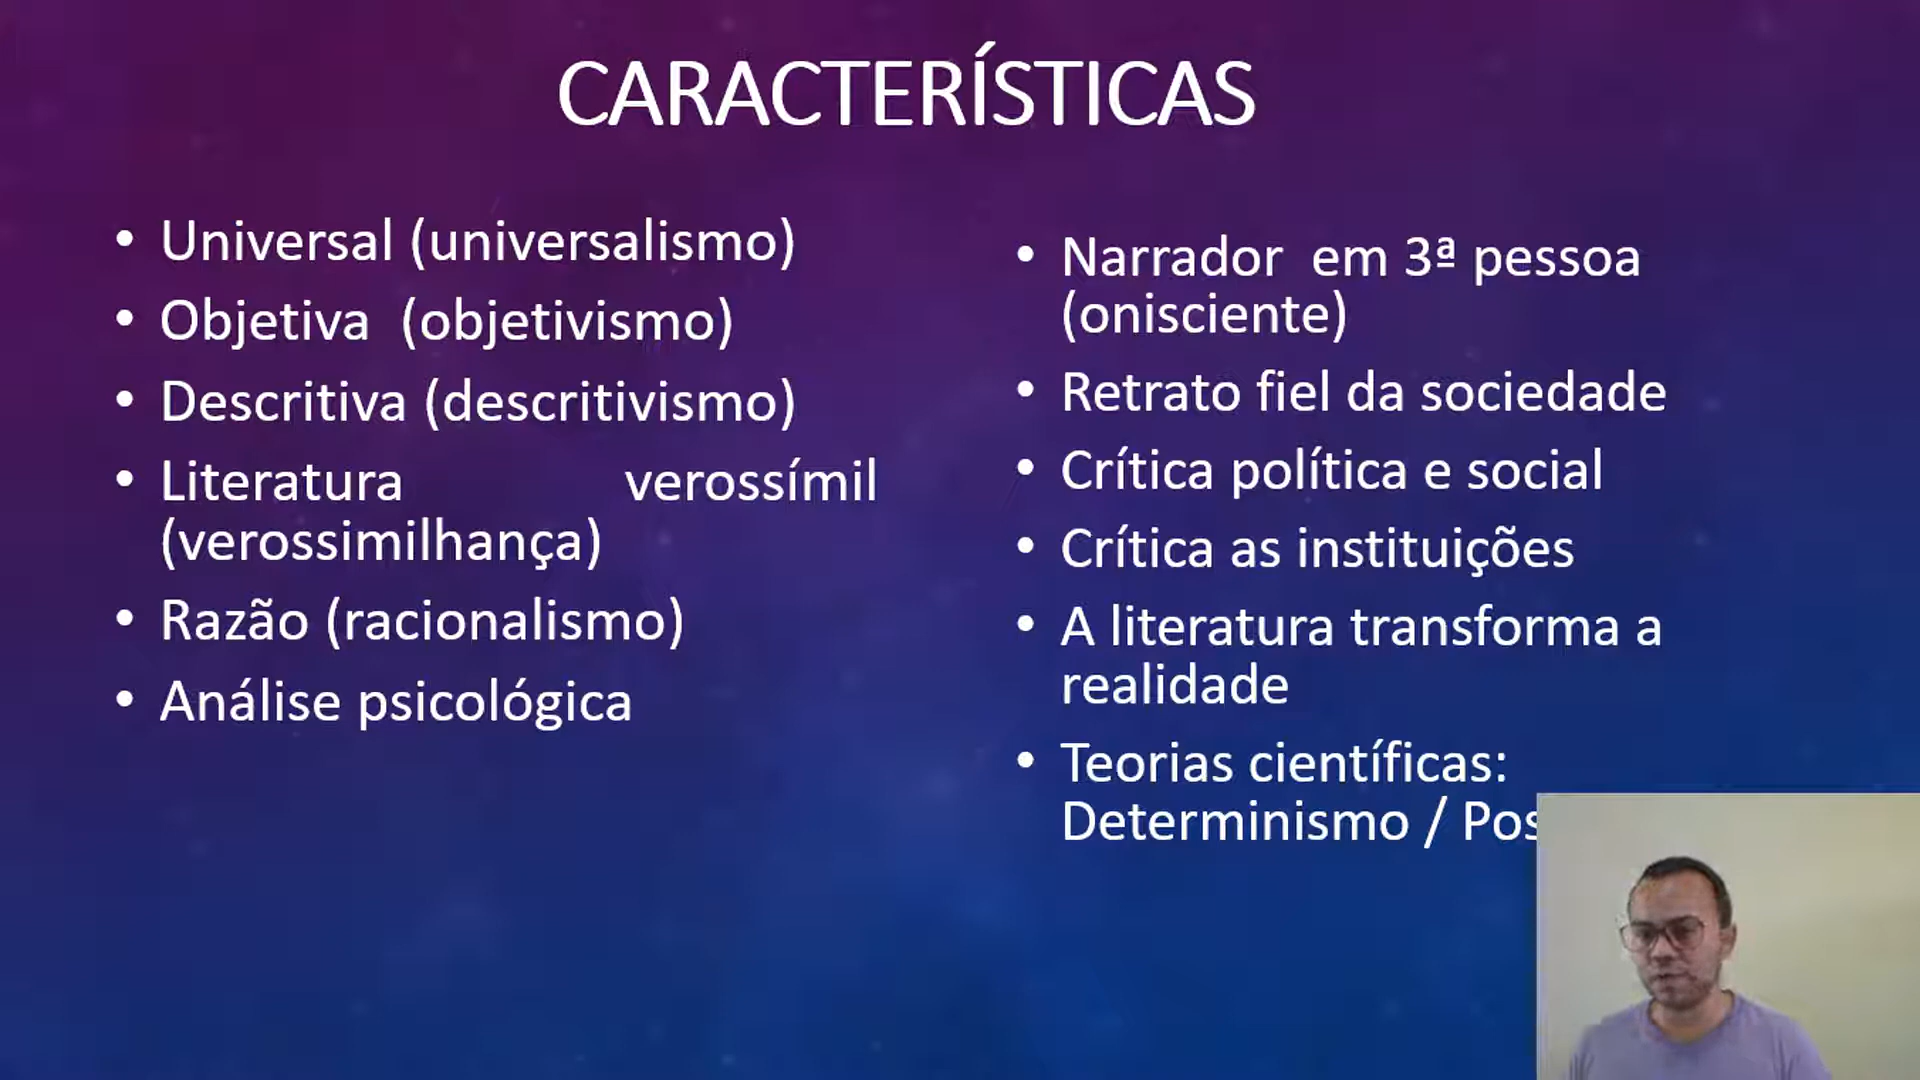 CARACTERÍSTICAS
• Universal (universalismo)
• Objetiva (objetivismo)
• Descritiva (descritivismo)
• Literatura verossímil
(verossimilhança)
• Razão (racionalismo)
• Análise psicológica
• Narrador em 3ª pessoa
(onisciente)
• Retrato fiel da sociedade
• Crítica política e social
• Crítica as instituições
• A literatura transforma a
realidade
• Teorias científicas:
Determinismo /